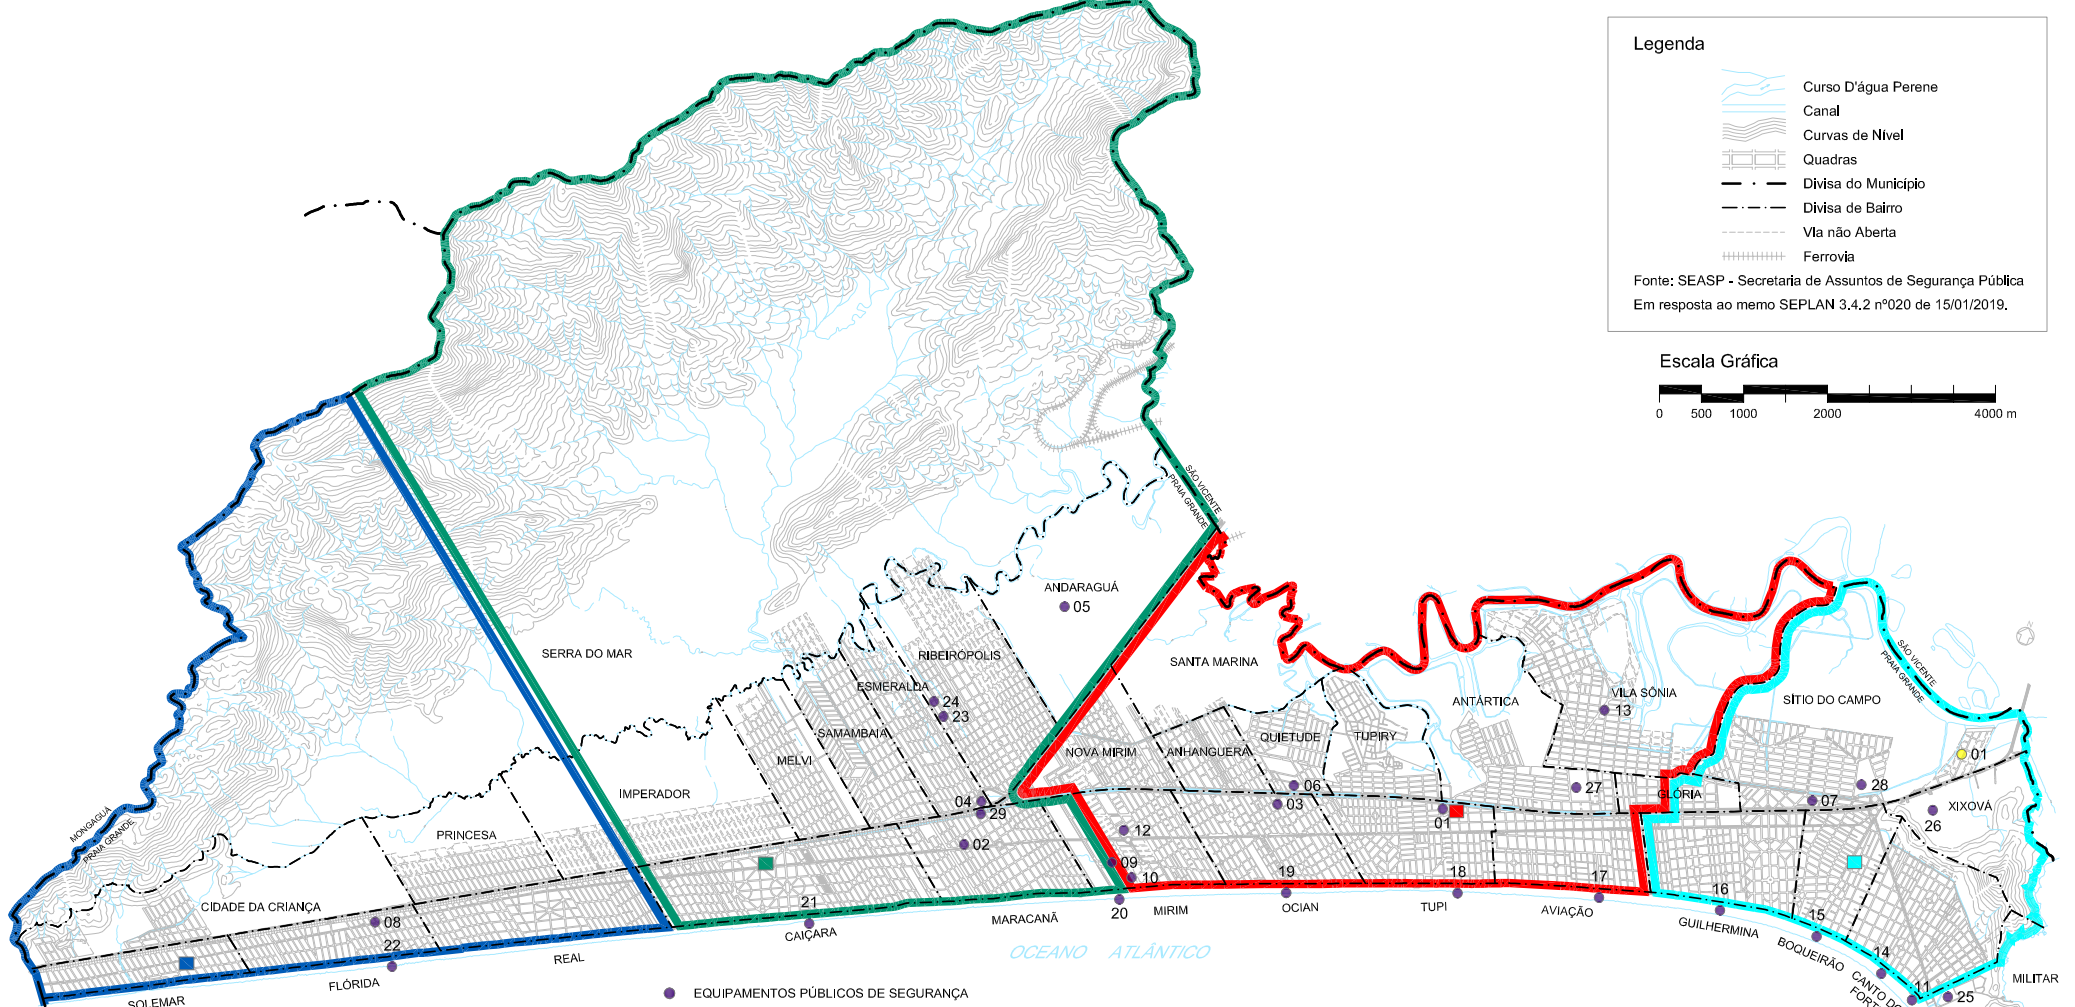 Legenda
Curso D'água Perene
Canal
Curvas de Nível
Quadras
Divisa do Município
Divisa de Bairro
Via não Aberta
Ferrovia
Fonte: SEASP - Secretaria de Assuntos de Segurança Pública
Em resposta ao memo SEPLAN 3.4.2 nº020 de 15/01/2019.
Escala Gráfica
0 500 1000 2000 4000 m
SÃO VICENTE
PRAIA GRANDE
ANDARAGUÁ
05
SERRA DO MAR
RIBEIRÓPOLIS
SANTA MARINA
SÃO VICENTE
PRAIA GRANDE
ESMERALDA
24
23
ANTÁRTICA
VILA SÔNIA
13
SÍTIO DO CAMPO
SAMAMBAIA
MELVI
NOVA MIRIM
ANHANGUERA
QUIETUDE
TUPIRY
01
IMPERADOR
04
29
06
03
01
27
GLÓRIA
07
28
XIXOVÁ
26
MONGAGUÁ
PRAIA GRANDE
PRINCESA
02
12
09
10
19
18
17
16
CIDADE DA CRIANÇA
08
22
21
20
MARACANÃ
MIRIM
OCIAN
TUPI
AVIAÇÃO
GUILHERMINA
15
BOQUEIRÃO
14
CAIÇARA
REAL
FLÓRIDA
SOLEMAR
OCEANO ATLÂNTICO
CANTO DO
FORT
11
25
MILITAR
EQUIPAMENTOS PÚBLICOS DE SEGURANÇA